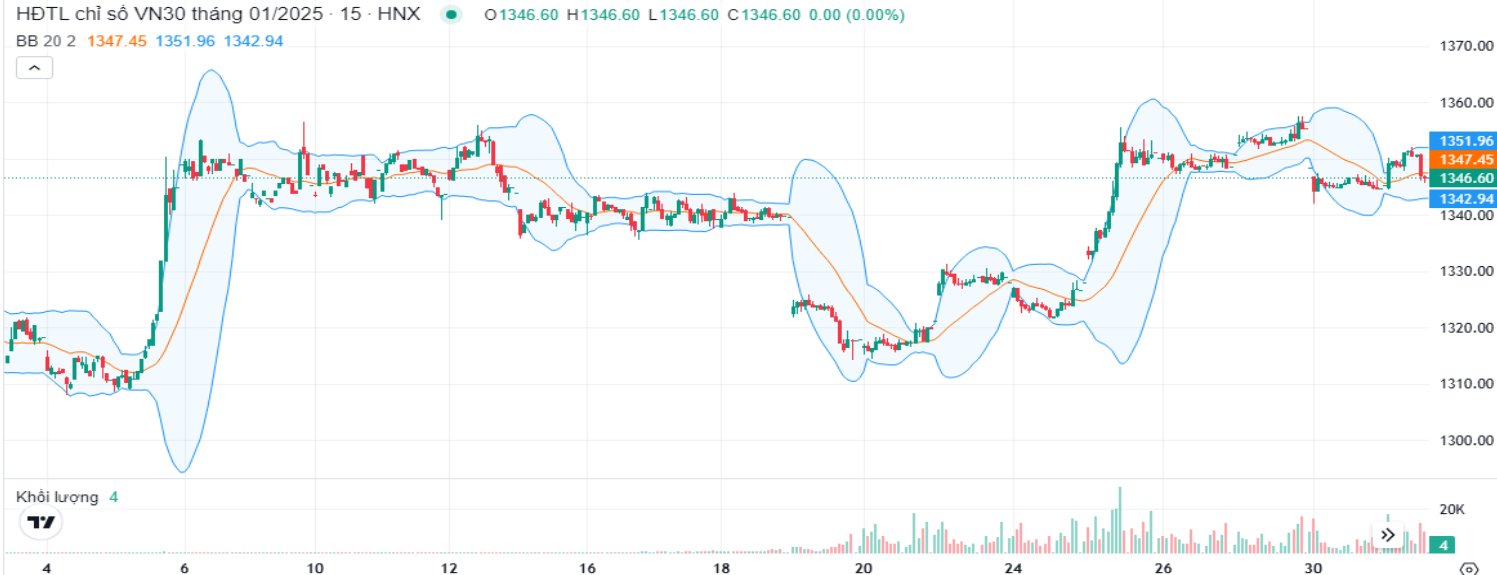 HĐTL chỉ số VN30 tháng 01/2025 · 15 · HNX O1346.60 H1346.60 L1346.60 C1346.60 0.00 (0.00%)
BB 20 2 1347.45 1351.96 1342.94
1370.00
1360.00
1351.96
1347.45
1346.60
1342.94
1340.00
1330.00
1320.00
1310.00
1300.00
Khối lượng 4
20K
4
4 6 10 12 16 18 20 24 26 30